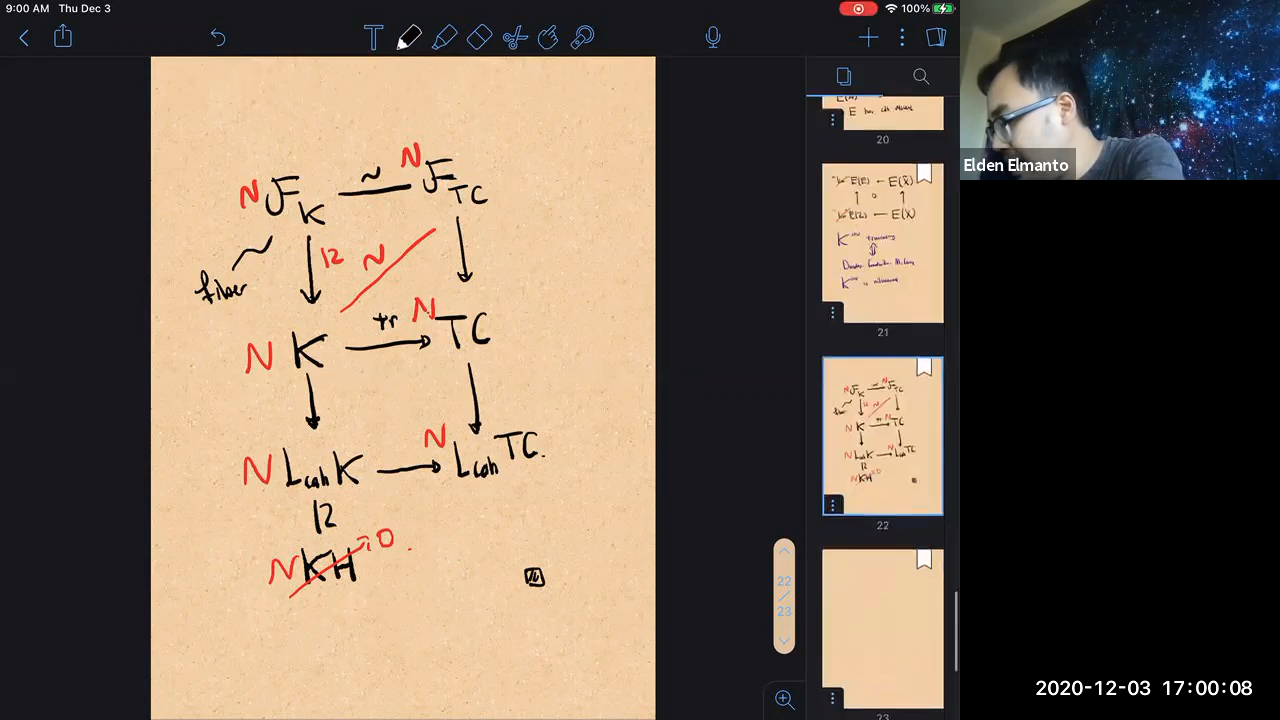 9:00 AM Thu Dec 3
100%
N F_K ~ N F_TC
fiber
N K tr N TC
N L_cdh K → N L_cdh TC.
N KH = 0.
E(X)
20
E(X̃)
E(X)
K^inv
21
22
22
/
23
23
Elden Elmanto
2020-12-03 17:00:08